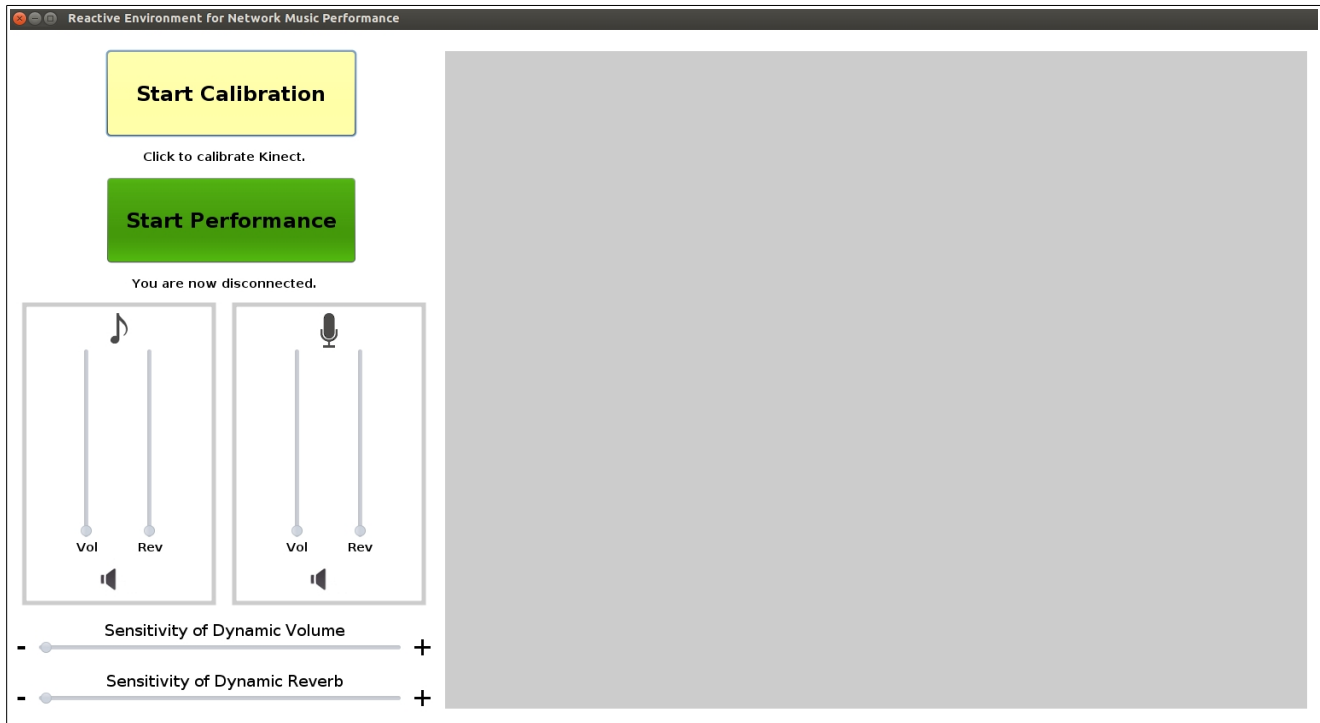 Reactive Environment for Network Music Performance
Start Calibration
Click to calibrate Kinect.
Start Performance
You are now disconnected.
Vol Rev
Vol Rev
Sensitivity of Dynamic Volume
- +
Sensitivity of Dynamic Reverb
- +